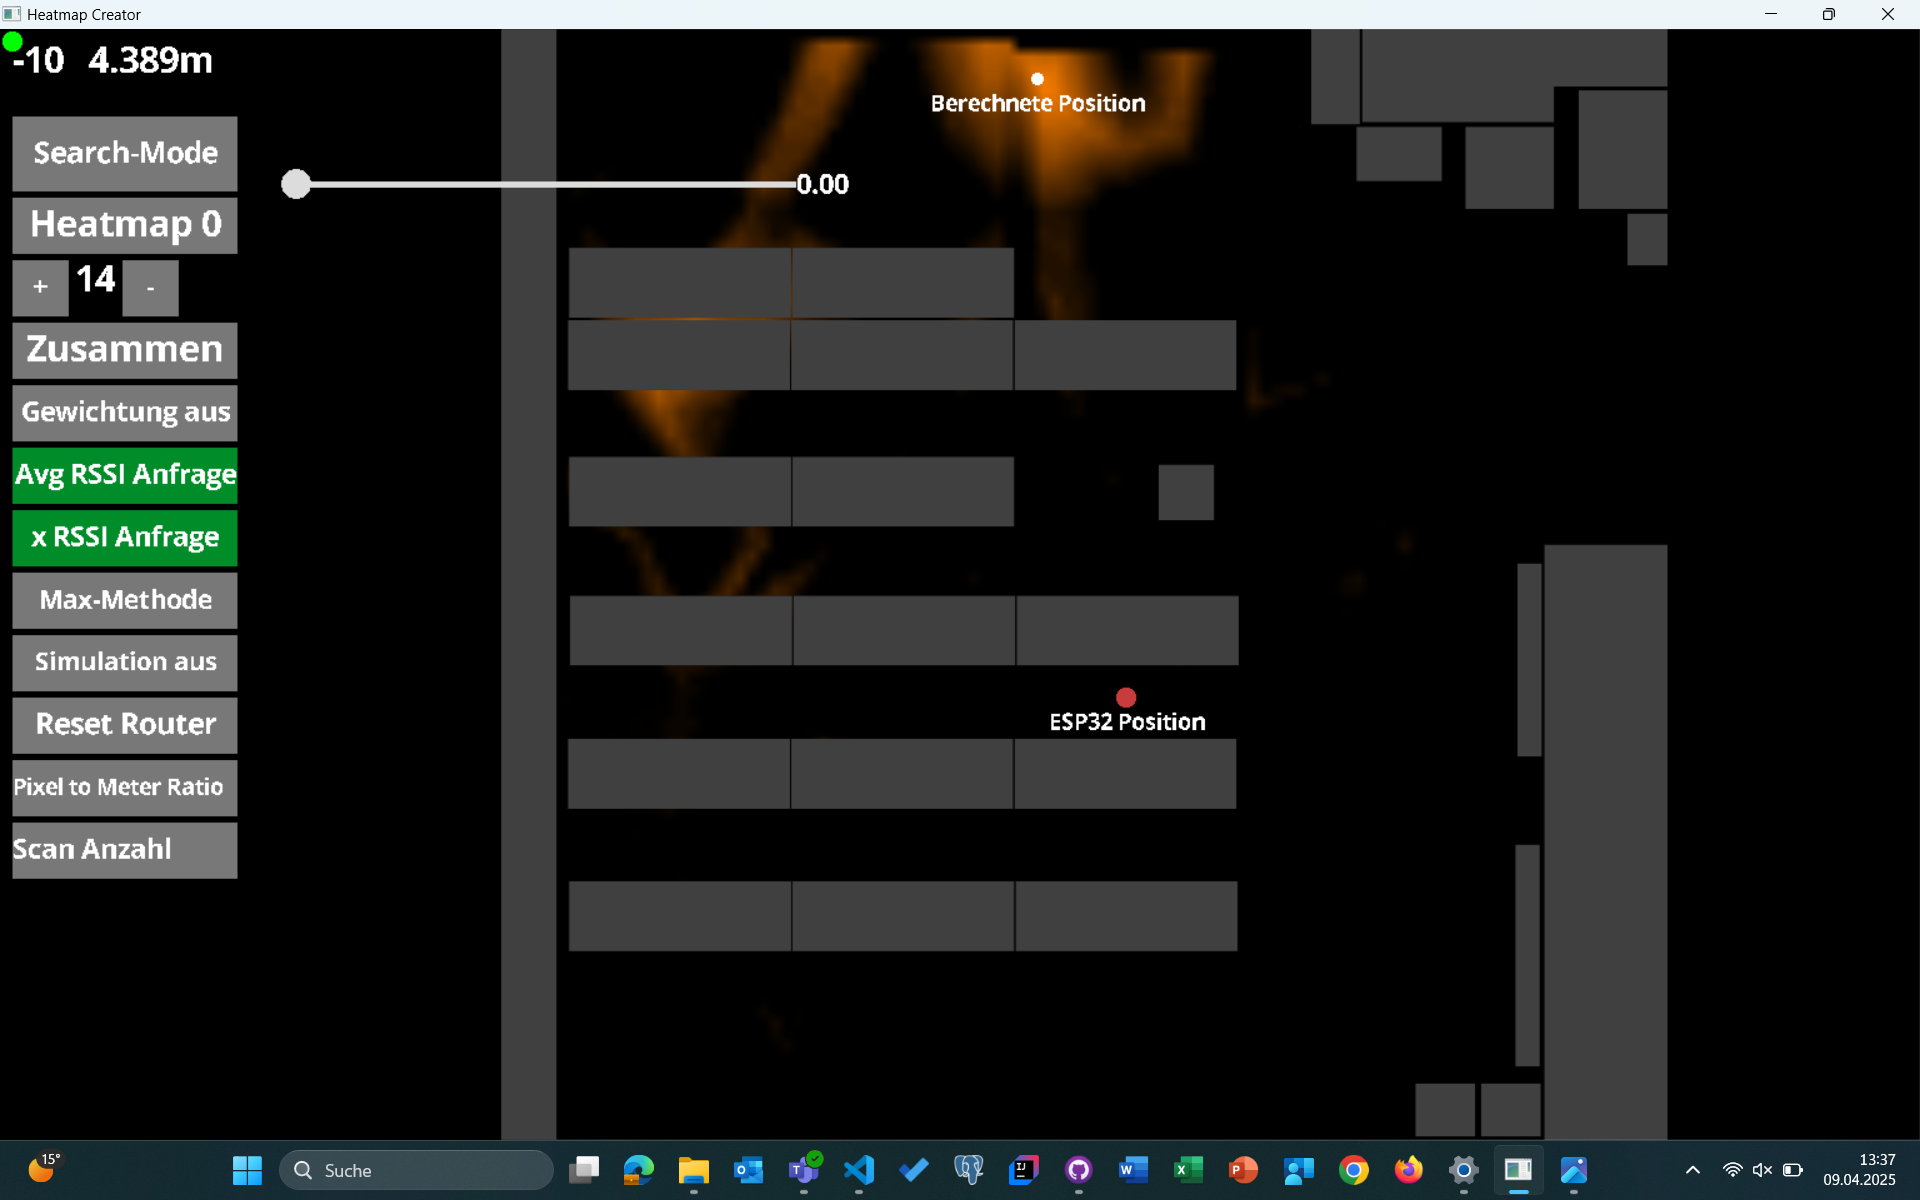 Heatmap Creator
-10 4.389m
Berechnete Position
Search-Mode
0.00
Heatmap 0
+ 14 -
Zusammen
Gewichtung aus
Avg RSSI Anfrage
x RSSI Anfrage
Max-Methode
Simulation aus
ESP32 Position
Reset Router
Pixel to Meter Ratio
Scan Anzahl
15°
Suche
13:37
09.04.2025